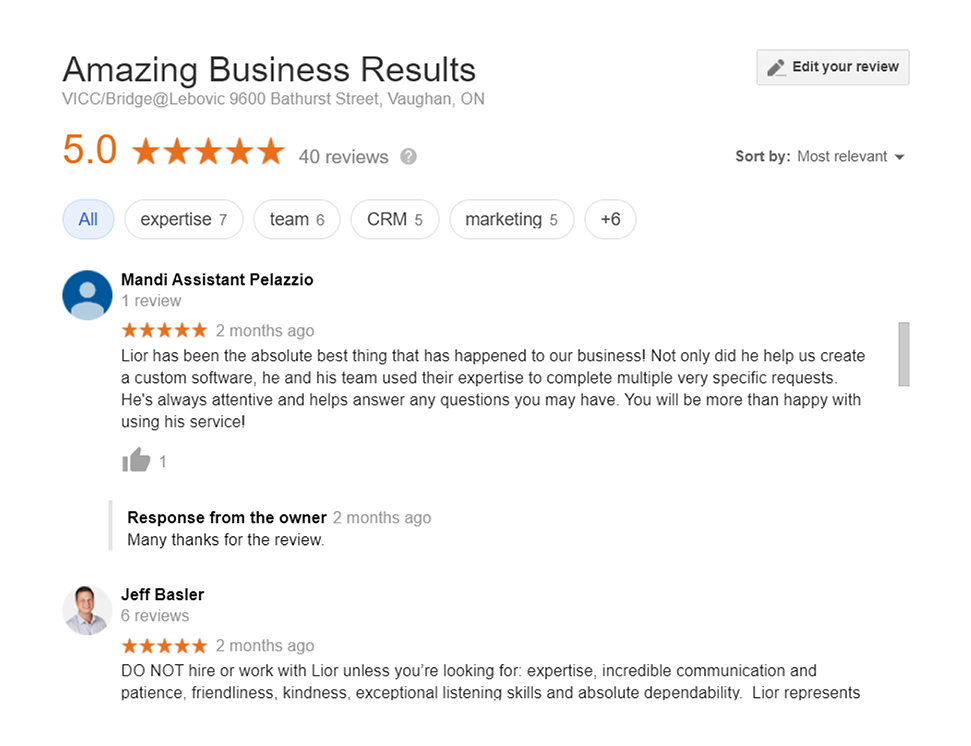 Amazing Business Results
Edit your review
VICC/Bridge@Lebovic 9600 Bathurst Street, Vaughan, ON
5.0 40 reviews ?
Sort by: Most relevant
All expertise 7 team 6 CRM 5 marketing 5 +6
Mandi Assistant Pelazzio
1 review
2 months ago
Lior has been the absolute best thing that has happened to our business! Not only did he help us create
a custom software, he and his team used their expertise to complete multiple very specific requests.
He's always attentive and helps answer any questions you may have. You will be more than happy with
using his service!
1
Response from the owner 2 months ago
Many thanks for the review.
Jeff Basler
6 reviews
2 months ago
DO NOT hire or work with Lior unless you’re looking for: expertise, incredible communication and
patience, friendliness, kindness, exceptional listening skills and absolute dependability. Lior represents